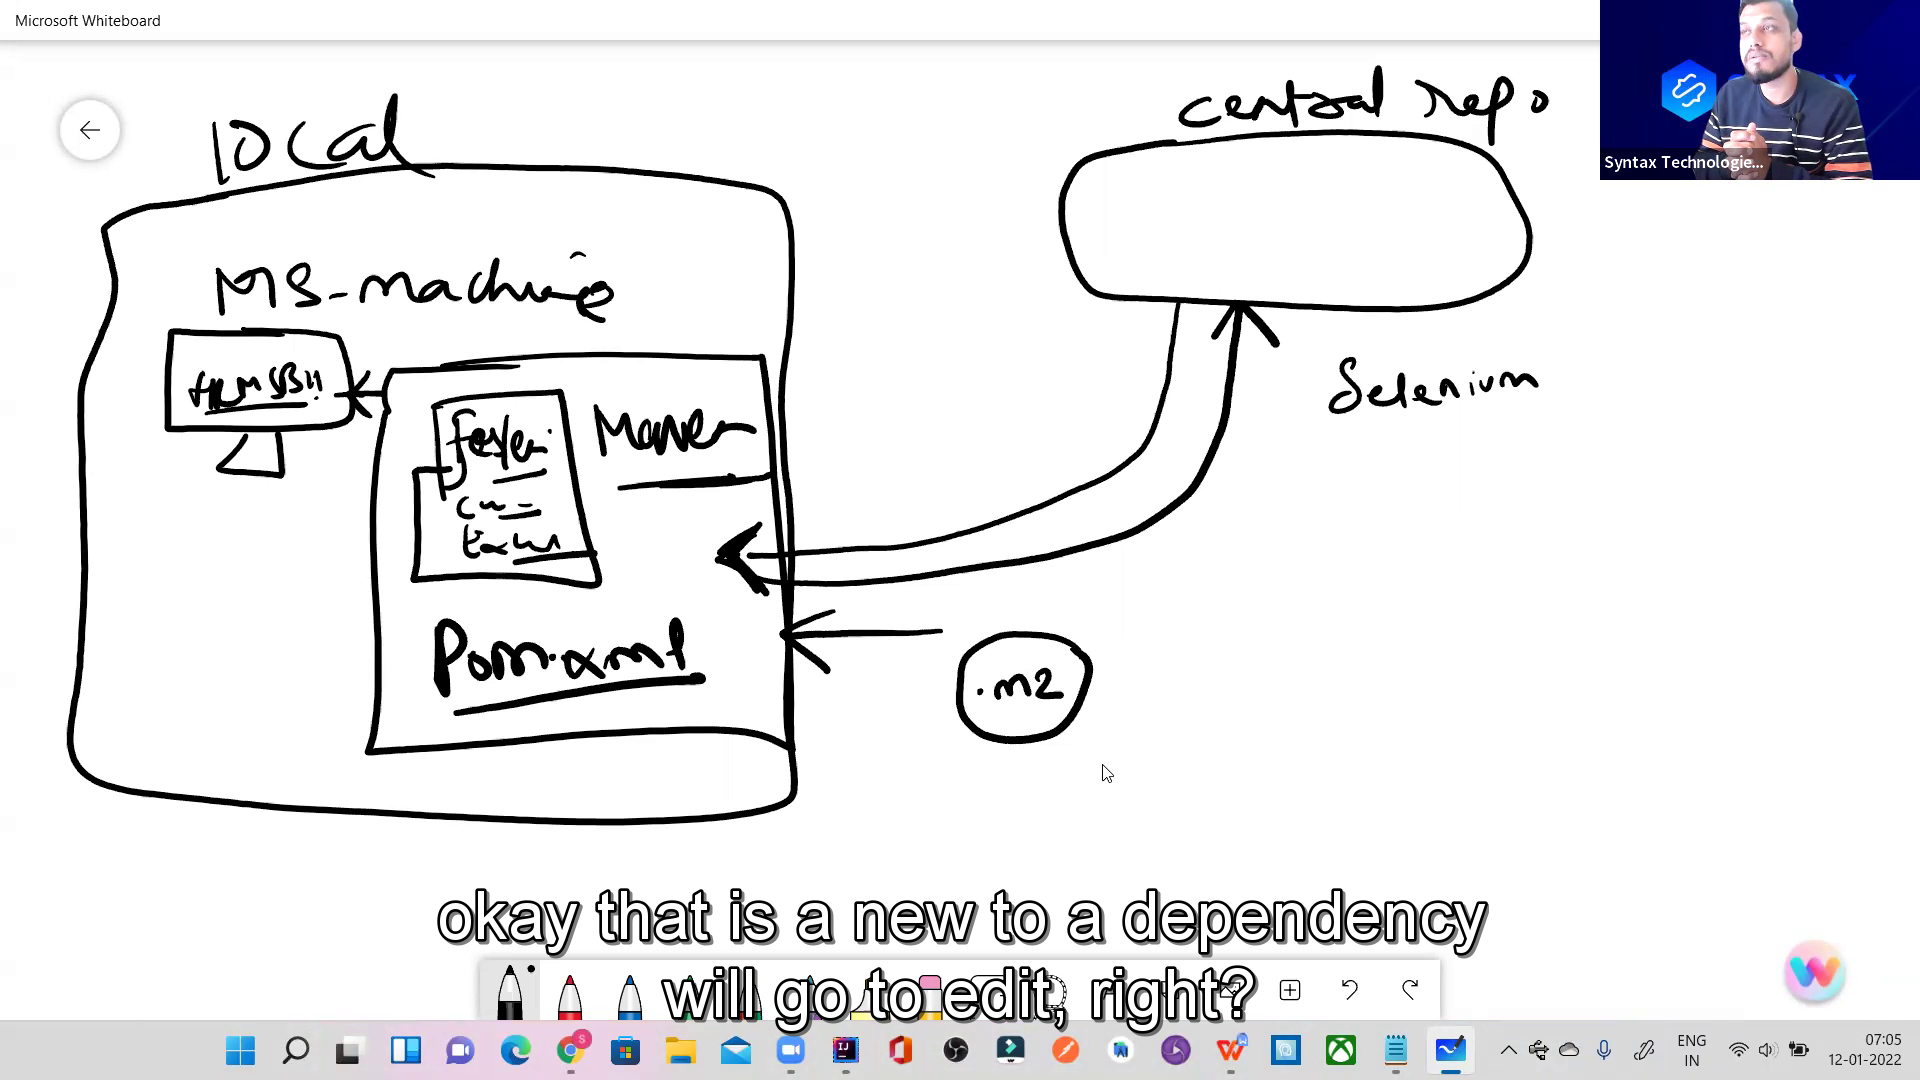 Microsoft Whiteboard
local
central repo
Syntax Technologie...
MS-machine
HRMSBH
Maven
Selenium
Pom.xml
.m2
okay that is a new to a dependency
will go to edit, right?
ENG
IN
07:05
12-01-2022